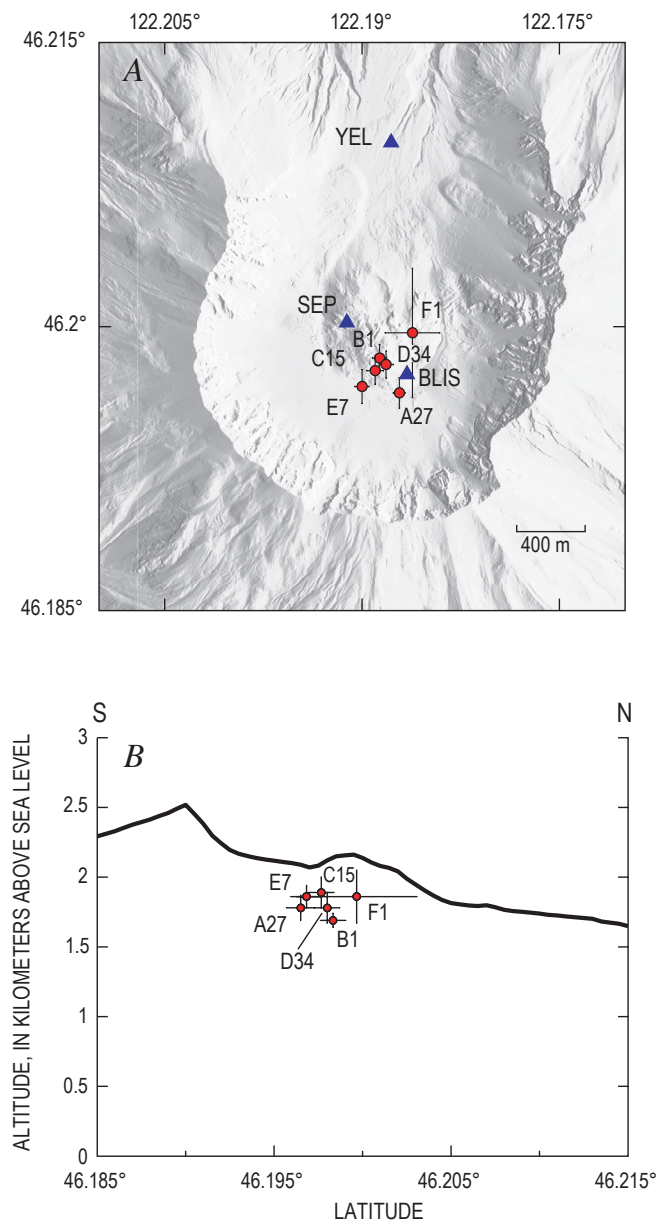 122.205° 122.19° 122.175°
46.215°
A
YEL
SEP
F1
46.2°
B1
C15
D34
BLIS
E7
A27
400 m
46.185°
S N
3
B
2.5
2
C15
E7
A27
F1
D34
B1
1.5
1
0.5
0
ALTITUDE, IN KILOMETERS ABOVE SEA LEVEL
46.185° 46.195° 46.205° 46.215°
LATITUDE